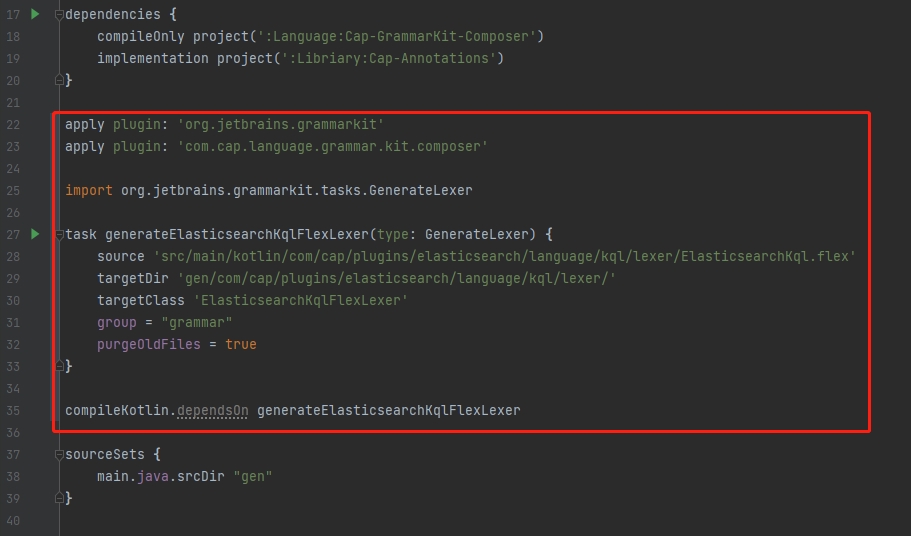 17 dependencies {
18 compileOnly project(':Language:Cap-GrammarKit-Composer')
19 implementation project(':Libriary:Cap-Annotations')
20 }
21
22 apply plugin: 'org.jetbrains.grammarkit'
23 apply plugin: 'com.cap.language.grammar.kit.composer'
24
25 import org.jetbrains.grammarkit.tasks.GenerateLexer
26
27 task generateElasticsearchKqlFlexLexer(type: GenerateLexer) {
28 source 'src/main/kotlin/com/cap/plugins/elasticsearch/language/kql/lexer/ElasticsearchKql.flex'
29 targetDir 'gen/com/cap/plugins/elasticsearch/language/kql/lexer/'
30 targetClass 'ElasticsearchKqlFlexLexer'
31 group = "grammar"
32 purgeOldFiles = true
33 }
34
35 compileKotlin.dependsOn generateElasticsearchKqlFlexLexer
36
37 sourceSets {
38 main.java.srcDir "gen"
39 }
40